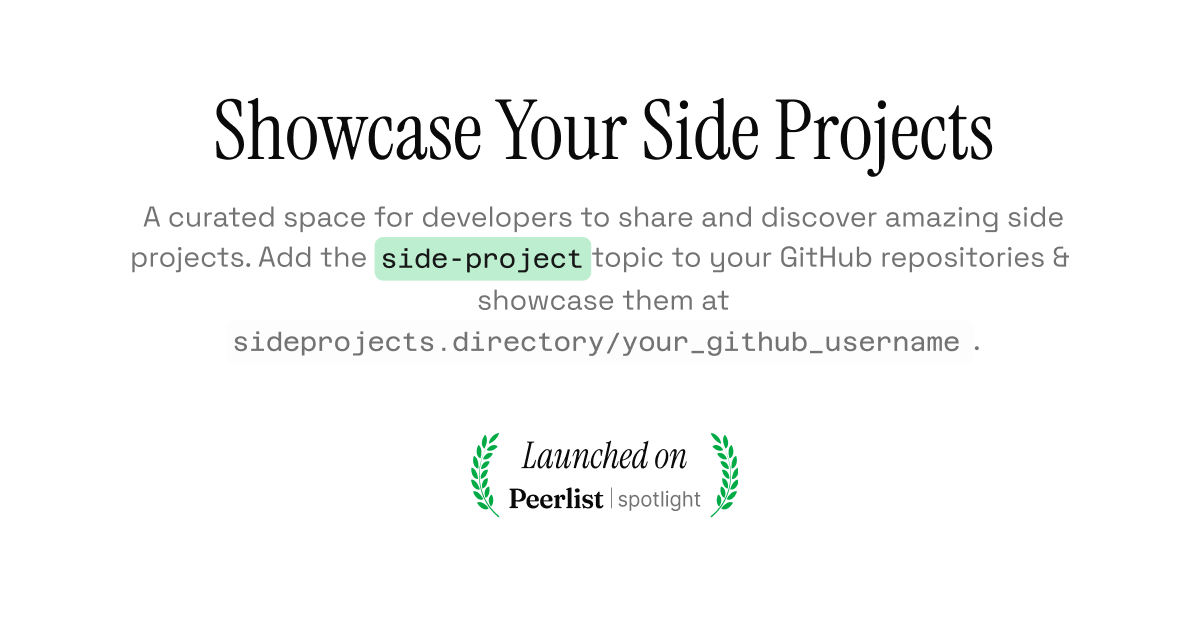 Showcase Your Side Projects
A curated space for developers to share and discover amazing side
projects. Add the side-project topic to your GitHub repositories &
showcase them at
sideprojects.directory/your_github_username .
Launched on
Peerlist | spotlight